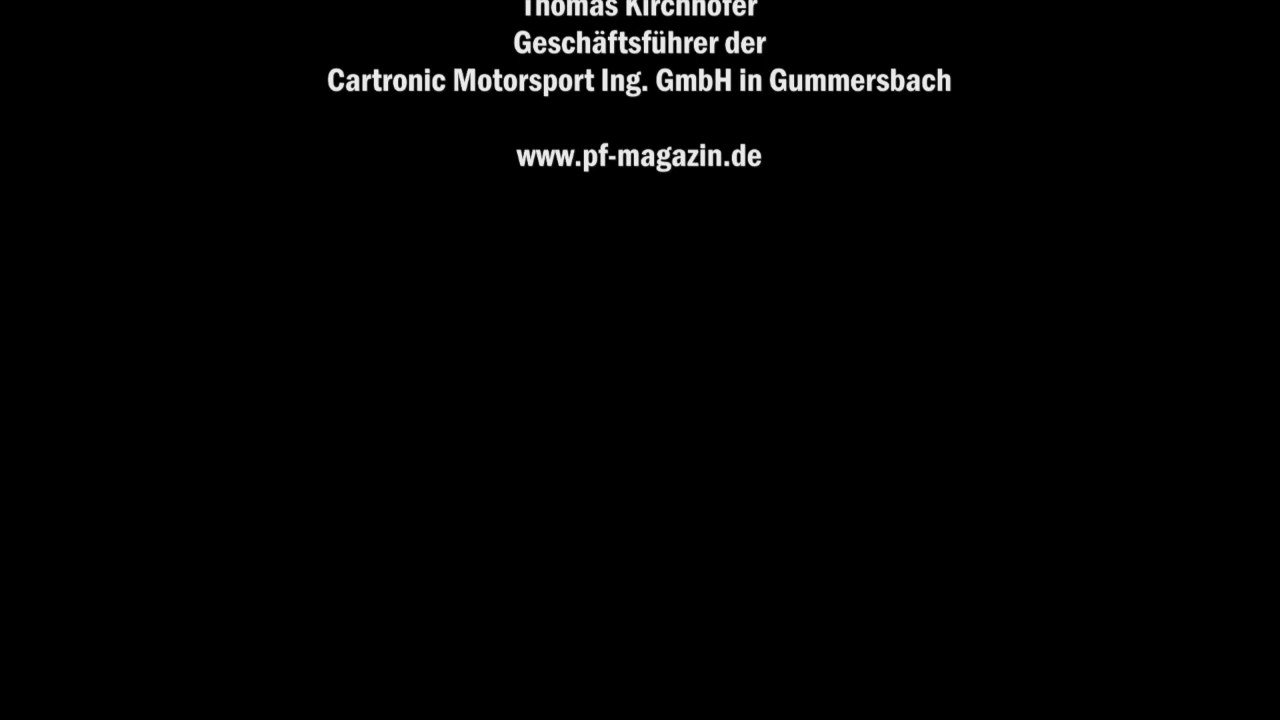 Thomas Kirchhofer
Geschäftsführer der
Cartronic Motorsport Ing. GmbH in Gummersbach
www.pf-magazin.de